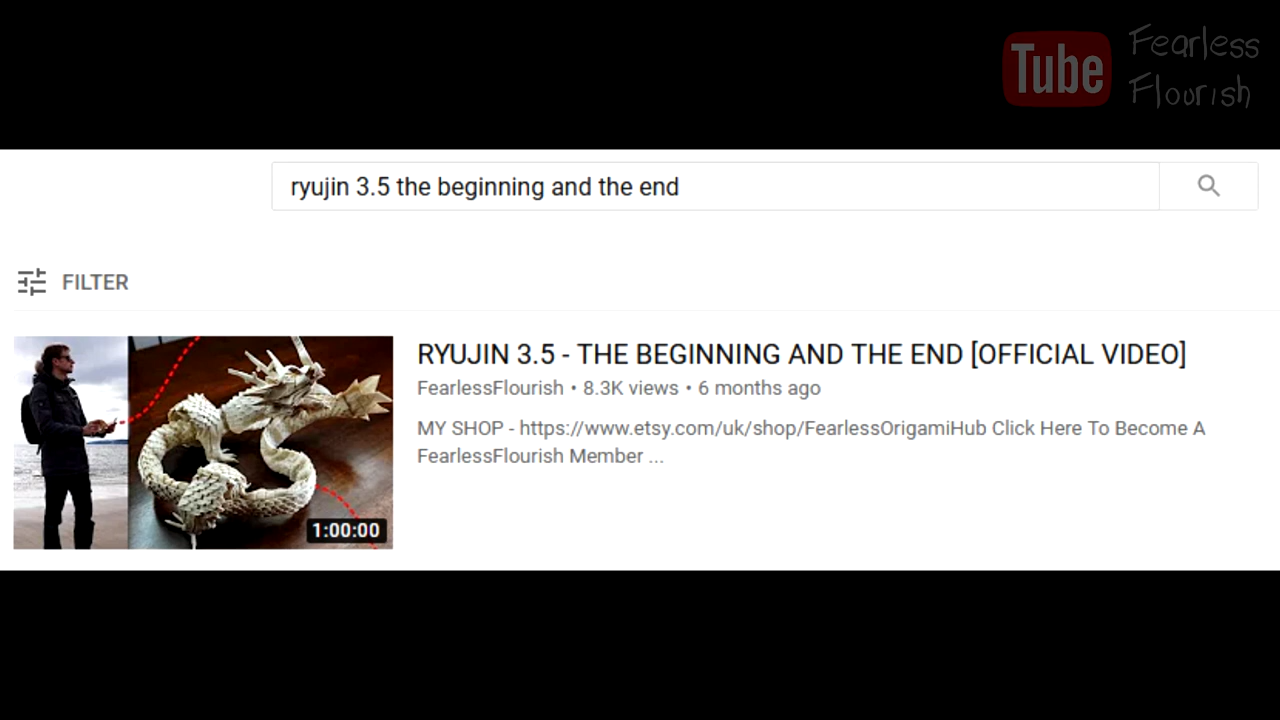 Tube Fearless
Flourish
ryujin 3.5 the beginning and the end
FILTER
RYUJIN 3.5 - THE BEGINNING AND THE END [OFFICIAL VIDEO]
FearlessFlourish • 8.3K views • 6 months ago
MY SHOP - https://www.etsy.com/uk/shop/FearlessOrigamiHub Click Here To Become A
FearlessFlourish Member ...
1:00:00